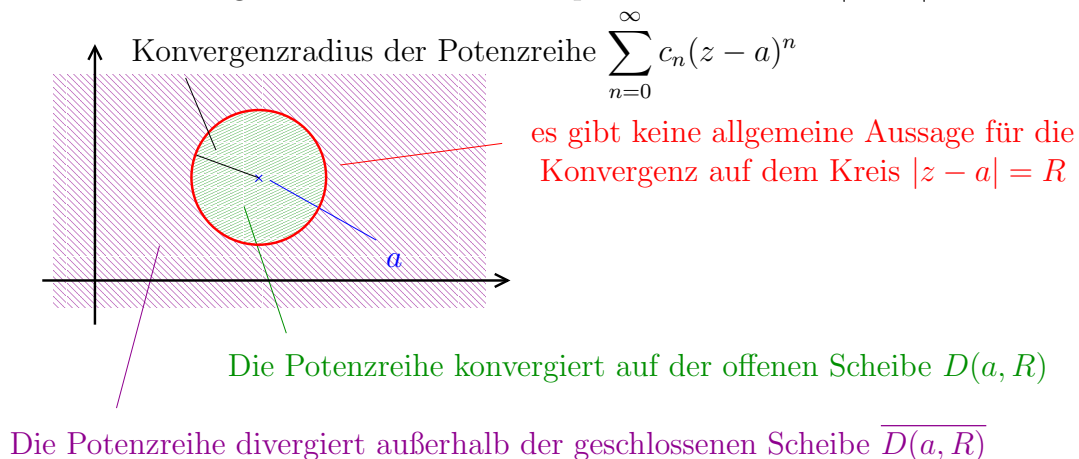 Konvergenzradius der Potenzreihe $\sum_{n=0}^{\infty} c_n(z-a)^n$
es gibt keine allgemeine Aussage für die
Konvergenz auf dem Kreis $|z-a| = R$
a
Die Potenzreihe konvergiert auf der offenen Scheibe $D(a, R)$
Die Potenzreihe divergiert außerhalb der geschlossenen Scheibe $\overline{D(a, R)}$